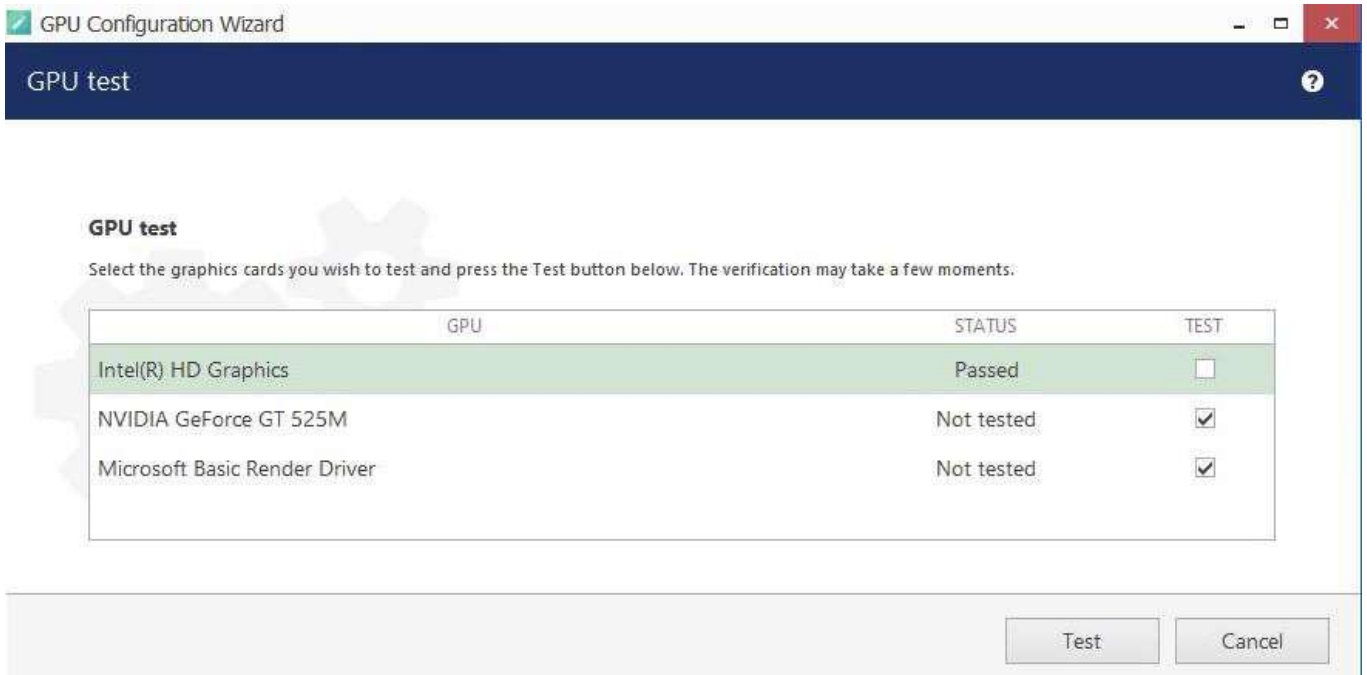 GPU Configuration Wizard
GPU test
GPU test
Select the graphics cards you wish to test and press the Test button below. The verification may take a few moments.
GPU STATUS TEST
Intel(R) HD Graphics Passed
NVIDIA GeForce GT 525M Not tested
Microsoft Basic Render Driver Not tested
Test Cancel